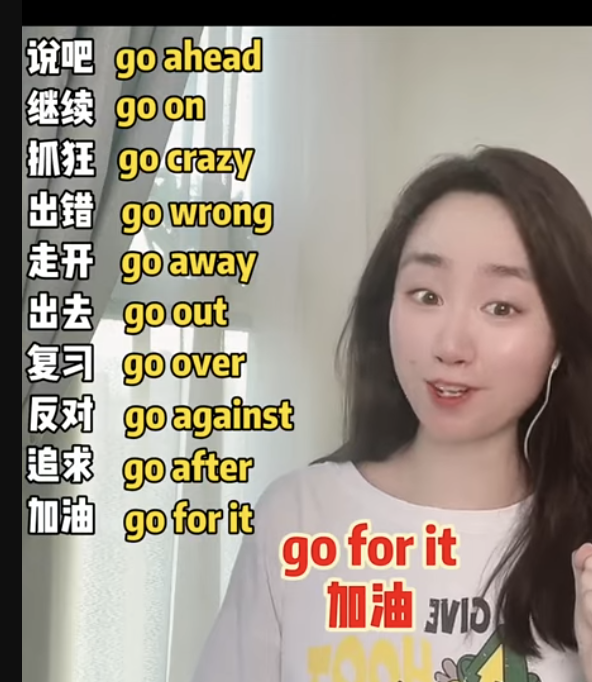 说吧 go ahead
继续 go on
抓狂 go crazy
出错 go wrong
走开 go away
出去 go out
复习 go over
反对 go against
追求 go after
加油 go for it
go for it
加油
GIVE